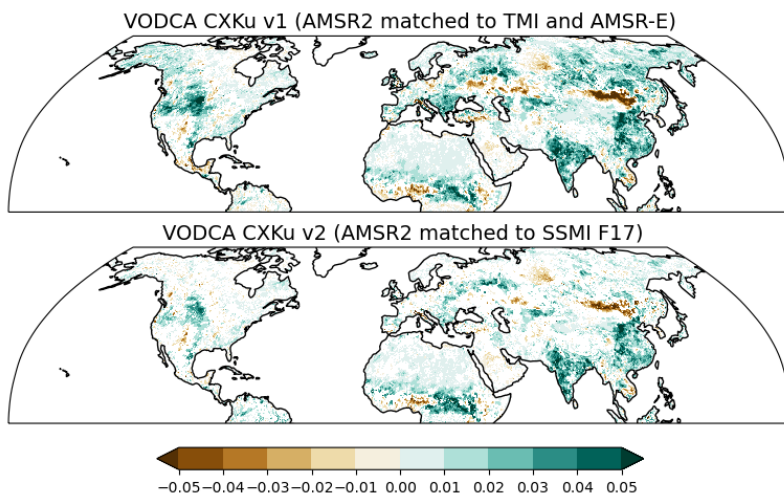 VODCA CXKu v1 (AMSR2 matched to TMI and AMSR-E)
VODCA CXKu v2 (AMSR2 matched to SSMI F17)
−0.05 −0.04 −0.03 −0.02 −0.01 0.00 0.01 0.02 0.03 0.04 0.05